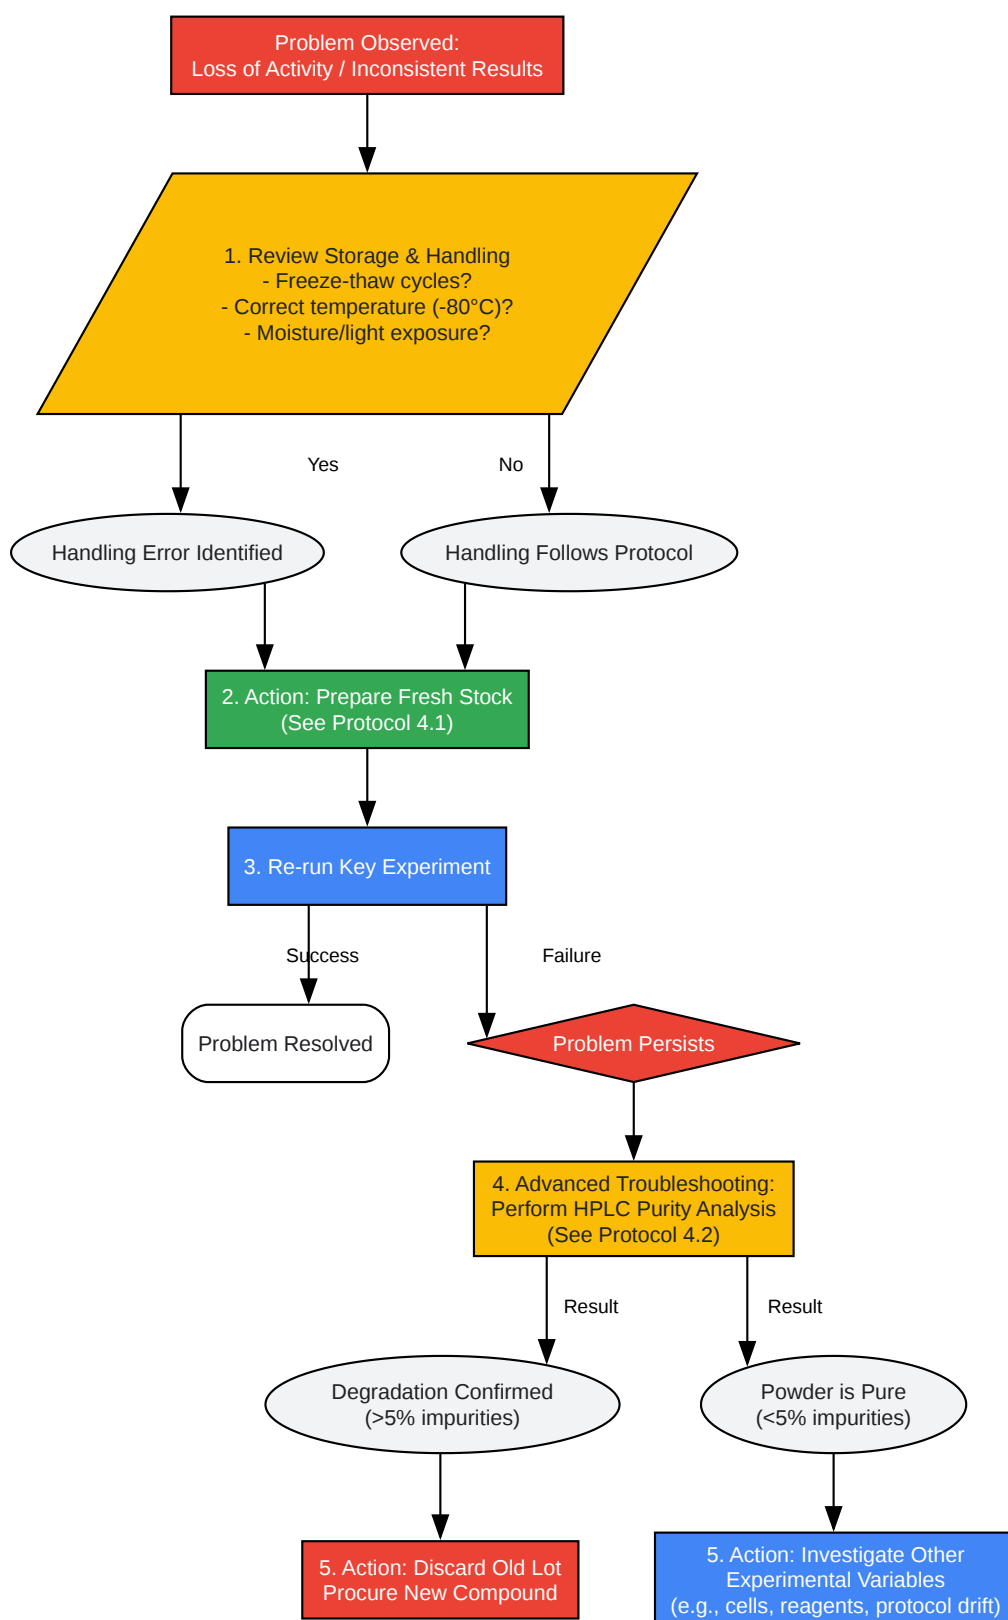 Problem Observed:
Loss of Activity / Inconsistent Results
1. Review Storage & Handling
- Freeze-thaw cycles?
- Correct temperature (-80°C)?
- Moisture/light exposure?
Yes
No
Handling Error Identified
Handling Follows Protocol
2. Action: Prepare Fresh Stock
(See Protocol 4.1)
3. Re-run Key Experiment
Success
Failure
Problem Resolved
Problem Persists
4. Advanced Troubleshooting:
Perform HPLC Purity Analysis
(See Protocol 4.2)
Result
Result
Degradation Confirmed
(>5% impurities)
Powder is Pure
(<5% impurities)
5. Action: Discard Old Lot
Procure New Compound
5. Action: Investigate Other
Experimental Variables
(e.g., cells, reagents, protocol drift)